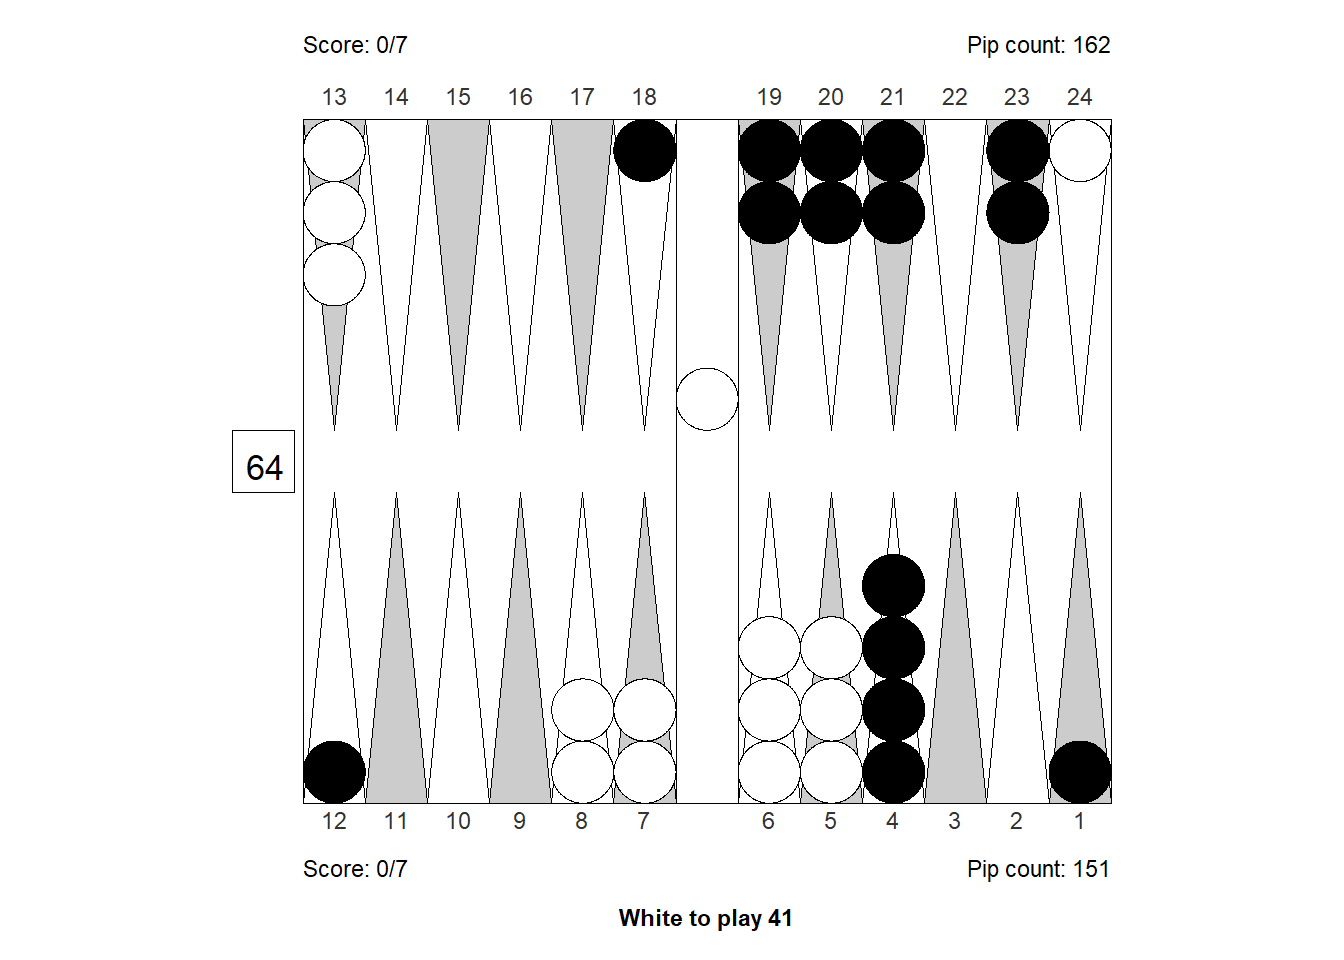 Score: 0/7 Pip count: 162
13 14 15 16 17 18 19 20 21 22 23 24
64
12 11 10 9 8 7 6 5 4 3 2 1
Score: 0/7 Pip count: 151
White to play 41